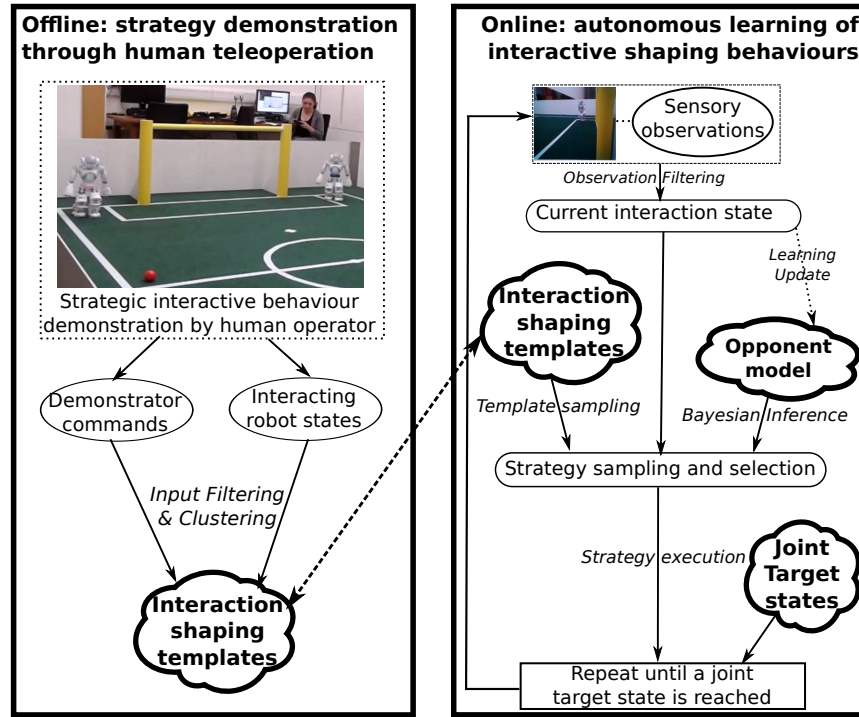 Offline: strategy demonstration
through human teleoperation
Strategic interactive behaviour
demonstration by human operator
Demonstrator
commands
Interacting
robot states
Input Filtering
& Clustering
Interaction
shaping
templates
Online: autonomous learning of
interactive shaping behaviours
Sensory
observations
Observation Filtering
Current interaction state
Learning
Update
Interaction
shaping
templates
Opponent
model
Template sampling
Bayesian Inference
Strategy sampling and selection
Strategy execution
Joint
Target
states
Repeat until a joint
target state is reached